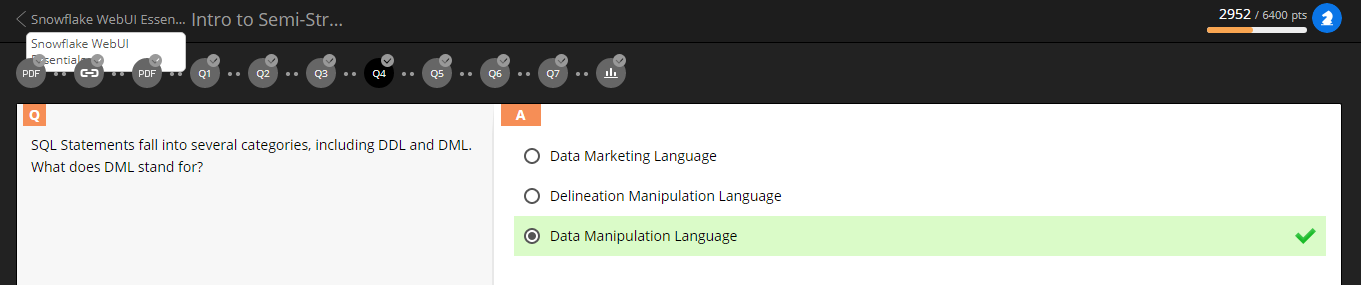 Snowflake WebUI Essen... Intro to Semi-Str...
2952 / 6400 pts
Snowflake WebUI
Essentials
PDF
PDF
Q1
Q2
Q3
Q4
Q5
Q6
Q7
Q
SQL Statements fall into several categories, including DDL and DML.
What does DML stand for?
A
Data Marketing Language
Delineation Manipulation Language
Data Manipulation Language